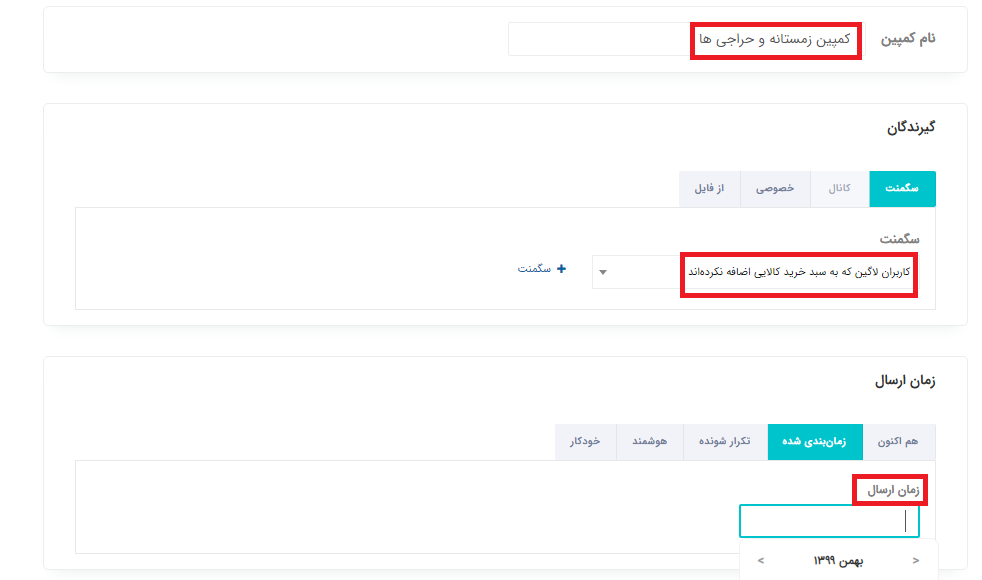 نام کمپین کمپین زمستانه و حراجی ها
گیرندگان
سگمنت کانال خصوصی از فایل
سگمنت
کاربران لاگین که به سبد خرید کالایی اضافه نکرده‌اند + سگمنت
زمان ارسال
هم اکنون زمان‌بندی شده تکرار شونده هوشمند خودکار
زمان ارسال
< بهمن ۱۳۹۹ >